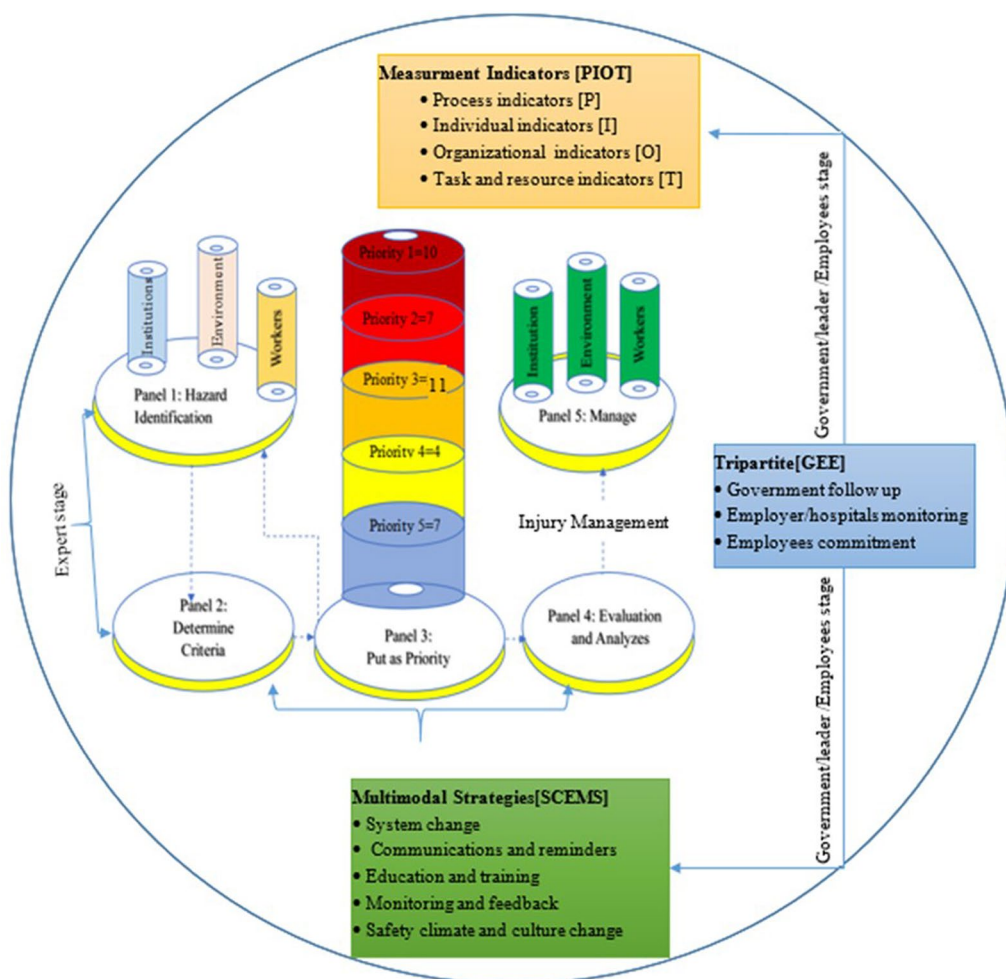 Measurment Indicators [PIOT]
• Process indicators [P]
• Individual indicators [I]
• Organizational indicators [O]
• Task and resource indicators [T]
Government/leader /Employees stage
Institutions
Environment
Workers
Panel 1: Hazard
Identification
Priority 1=10
Priority 2=7
Priority 3=11
Priority 4=4
Priority 5=7
Institution
Environment
Workers
Panel 5: Manage
Expert stage
Injury Management
Tripartite[GEE]
• Government follow up
• Employer/hospitals monitoring
• Employees commitment
Panel 2:
Determine
Criteria
Panel 3:
Put as Priority
Panel 4: Evaluation
and Analyzes
Government/leader /Employees stage
Multimodal Strategies[SCEMS]
• System change
• Communications and reminders
• Education and training
• Monitoring and feedback
• Safety climate and culture change